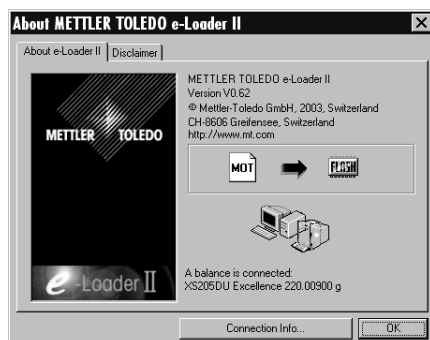 About METTLER TOLEDO e-Loader II
About e-Loader II
Disclaimer
METTLER TOLEDO
e-Loader II
METTLER TOLEDO e-Loader II
Version V0.62
© Mettler-Toledo GmbH, 2003, Switzerland
CH-8606 Greifensee, Switzerland
http://www.mt.com
MOT
FLASH
A balance is connected:
XS205DU Excellence 220.00900 g
Connection Info...
OK